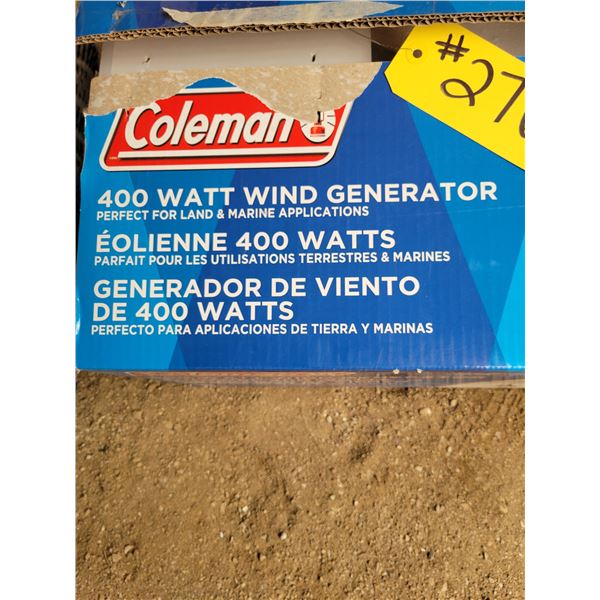 #27
Coleman
400 WATT WIND GENERATOR
PERFECT FOR LAND & MARINE APPLICATIONS
ÉOLIENNE 400 WATTS
PARFAIT POUR LES UTILISATIONS TERRESTRES & MARINES
GENERADOR DE VIENTO
DE 400 WATTS
PERFECTO PARA APLICACIONES DE TIERRA Y MARINAS